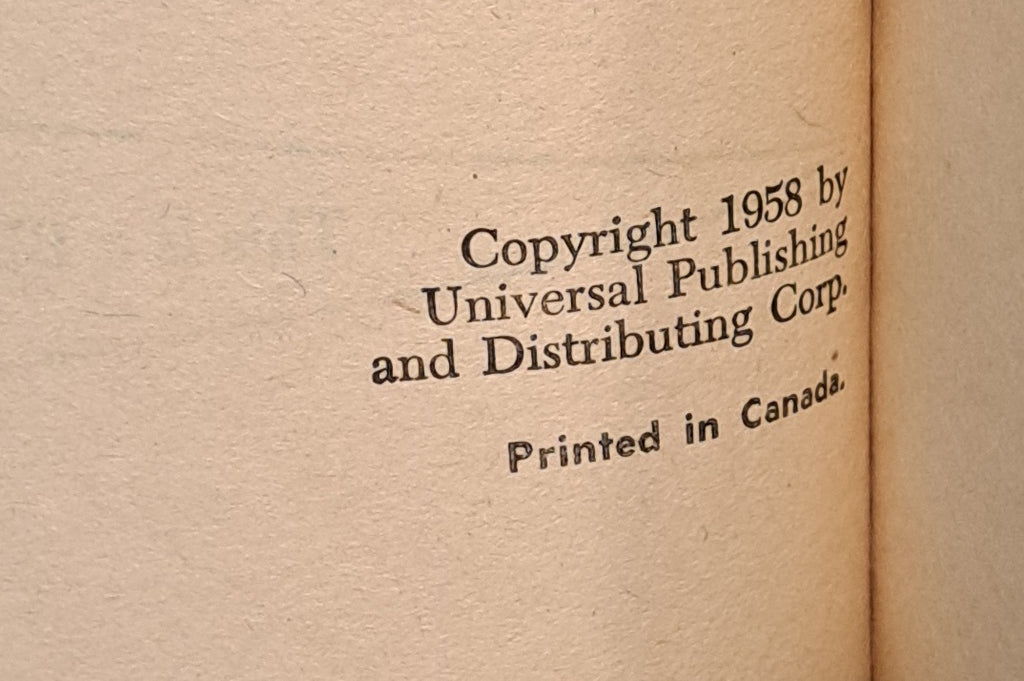 Copyright 1958 by
Universal Publishing
and Distributing Corp.
Printed in Canada.